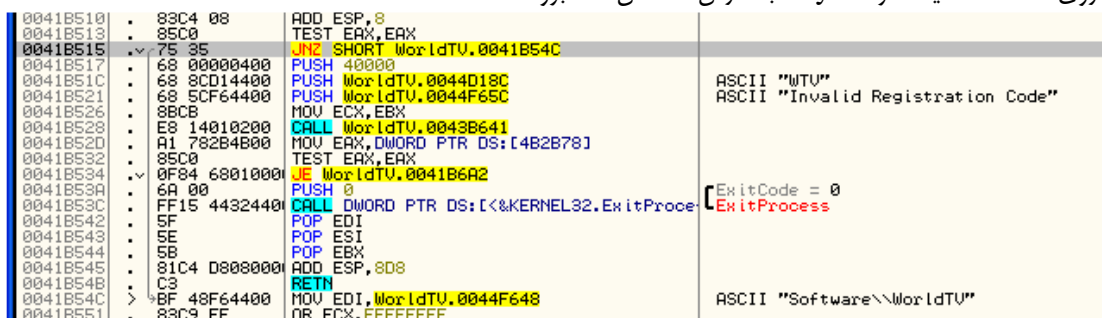 0041B510 . 83C4 08 ADD ESP,8
0041B513 . 85C0 TEST EAX,EAX
0041B515 .v 75 35 JNZ SHORT WorldTV.0041B54C
0041B517 . 68 00000400 PUSH 40000
0041B51C . 68 8CD14400 PUSH WorldTV.0044D18C ASCII "WTV"
0041B521 . 68 5CF64400 PUSH WorldTV.0044F65C ASCII "Invalid Registration Code"
0041B526 . 8BCB MOV ECX,EBX
0041B528 . E8 14010200 CALL WorldTV.0043B641
0041B52D . A1 782B4B00 MOV EAX,DWORD PTR DS:[4B2B78]
0041B532 . 85C0 TEST EAX,EAX
0041B534 .v 0F84 6801000 JE WorldTV.0041B6A2
0041B53A . 6A 00 PUSH 0 ExitCode = 0
0041B53C . FF15 4432440 CALL DWORD PTR DS:[<&KERNEL32.ExitProce ExitProcess
0041B542 . 5F POP EDI
0041B543 . 5E POP ESI
0041B544 . 5B POP EBX
0041B545 . 81C4 D808000 ADD ESP,8D8
0041B54B . C3 RETN
0041B54C > BF 48F64400 MOV EDI,WorldTV.0044F648 ASCII "Software\\WorldTV"
0041B551 . 83C9 FF OR ECX,FFFFFFFF